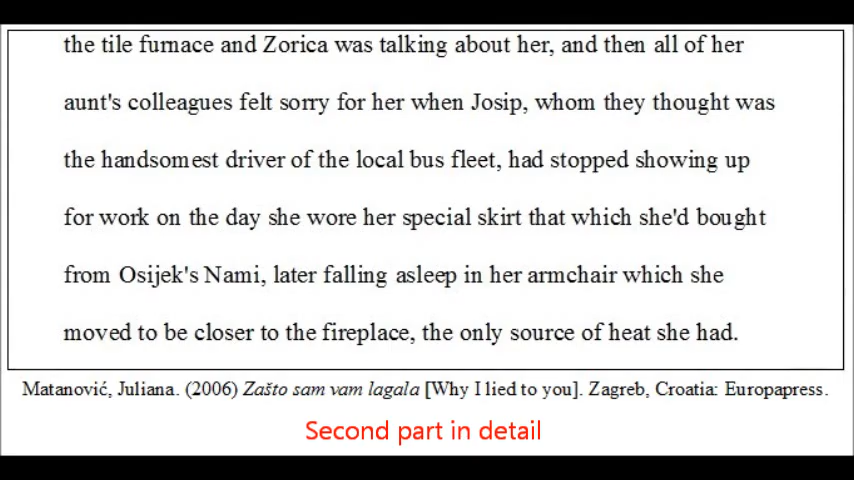 the tile furnace and Zorica was talking about her, and then all of her
aunt's colleagues felt sorry for her when Josip, whom they thought was
the handsomest driver of the local bus fleet, had stopped showing up
for work on the day she wore her special skirt that which she'd bought
from Osijek's Nami, later falling asleep in her armchair which she
moved to be closer to the fireplace, the only source of heat she had.
Matanović, Juliana. (2006) Zašto sam vam lagala [Why I lied to you]. Zagreb, Croatia: Europapress.
Second part in detail